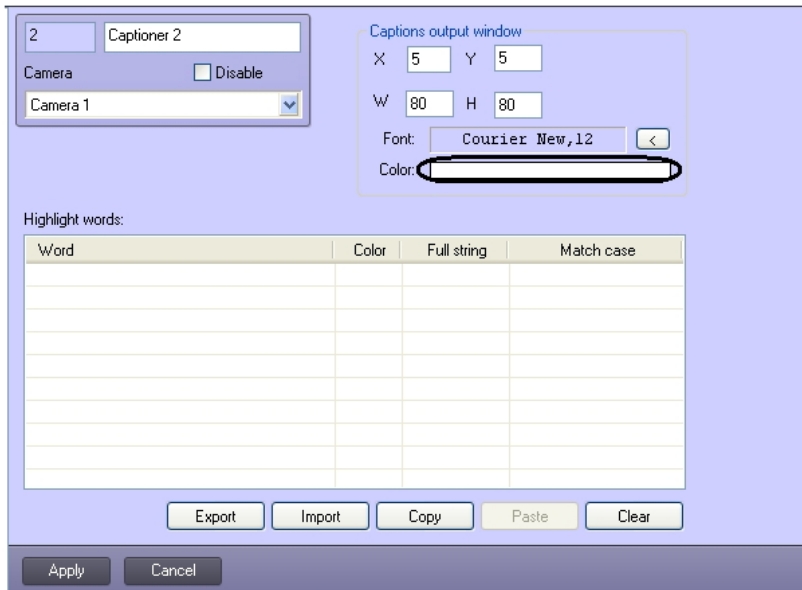 2 Captioner 2
Camera Disable
Camera 1
Captions output window
X 5 Y 5
W 80 H 80
Font: Courier New,12 <
Color:
Highlight words:
Word Color Full string Match case
Export Import Copy Paste Clear
Apply Cancel